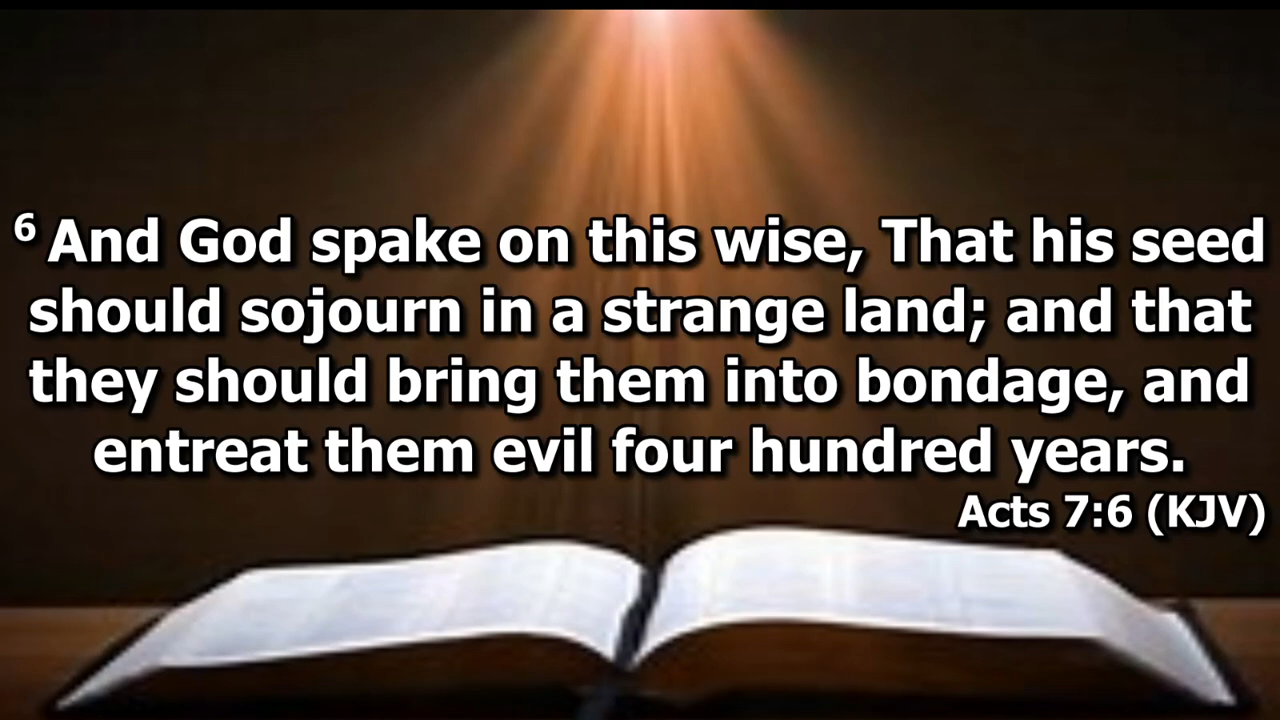 6 And God spake on this wise, That his seed
should sojourn in a strange land; and that
they should bring them into bondage, and
entreat them evil four hundred years.
Acts 7:6 (KJV)